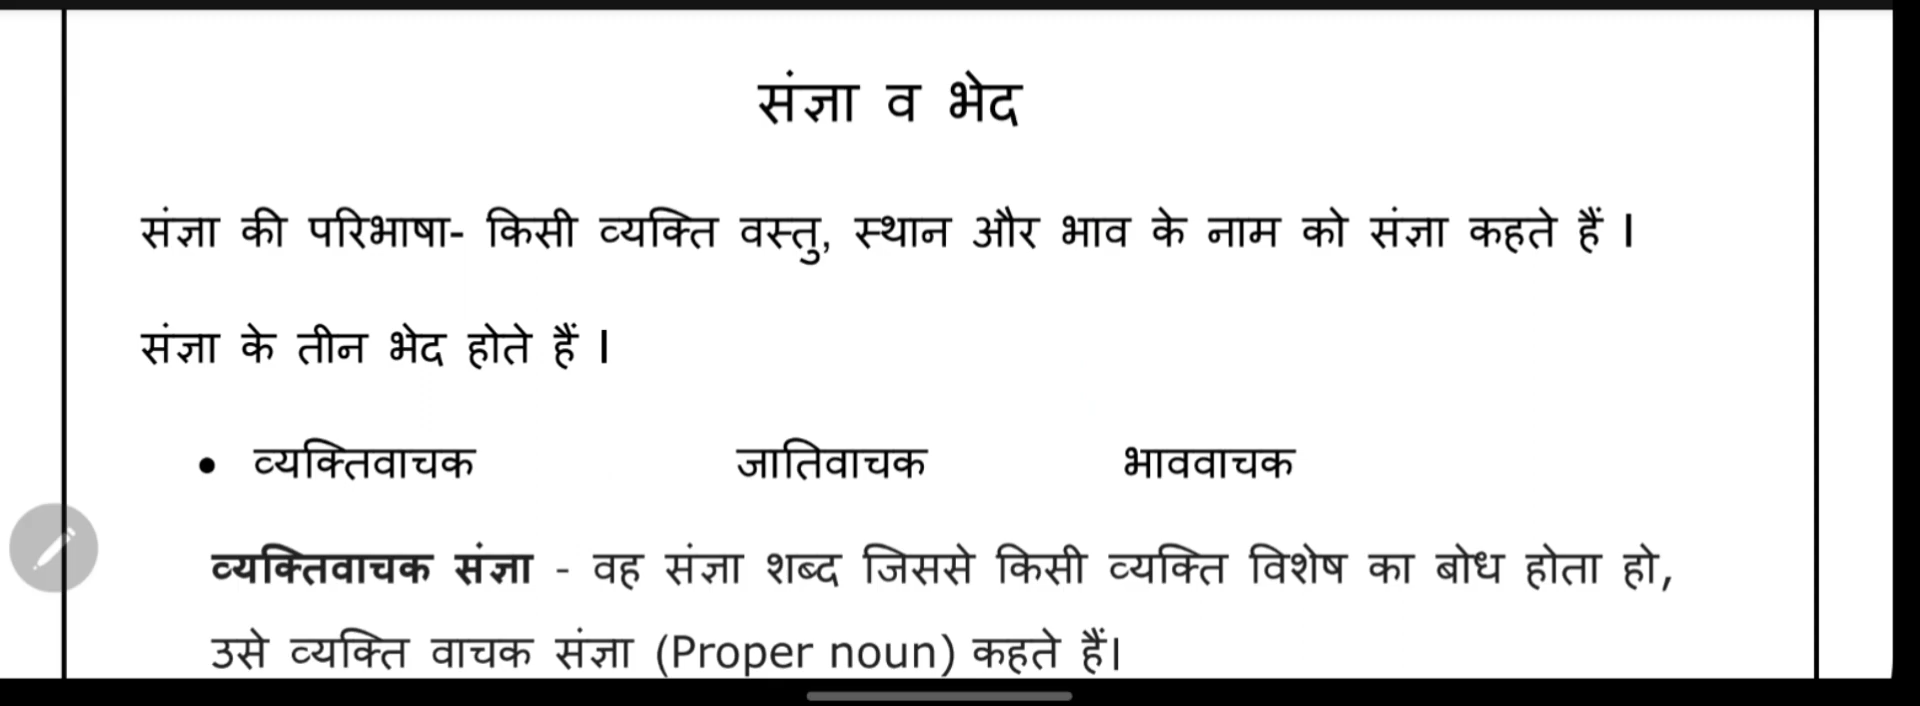 संज्ञा व भेद
संज्ञा की परिभाषा- किसी व्यक्ति वस्तु, स्थान और भाव के नाम को संज्ञा कहते हैं ।
संज्ञा के तीन भेद होते हैं ।
• व्यक्तिवाचक जातिवाचक भाववाचक
व्यक्तिवाचक संज्ञा - वह संज्ञा शब्द जिससे किसी व्यक्ति विशेष का बोध होता हो,
उसे व्यक्ति वाचक संज्ञा (Proper noun) कहते हैं।